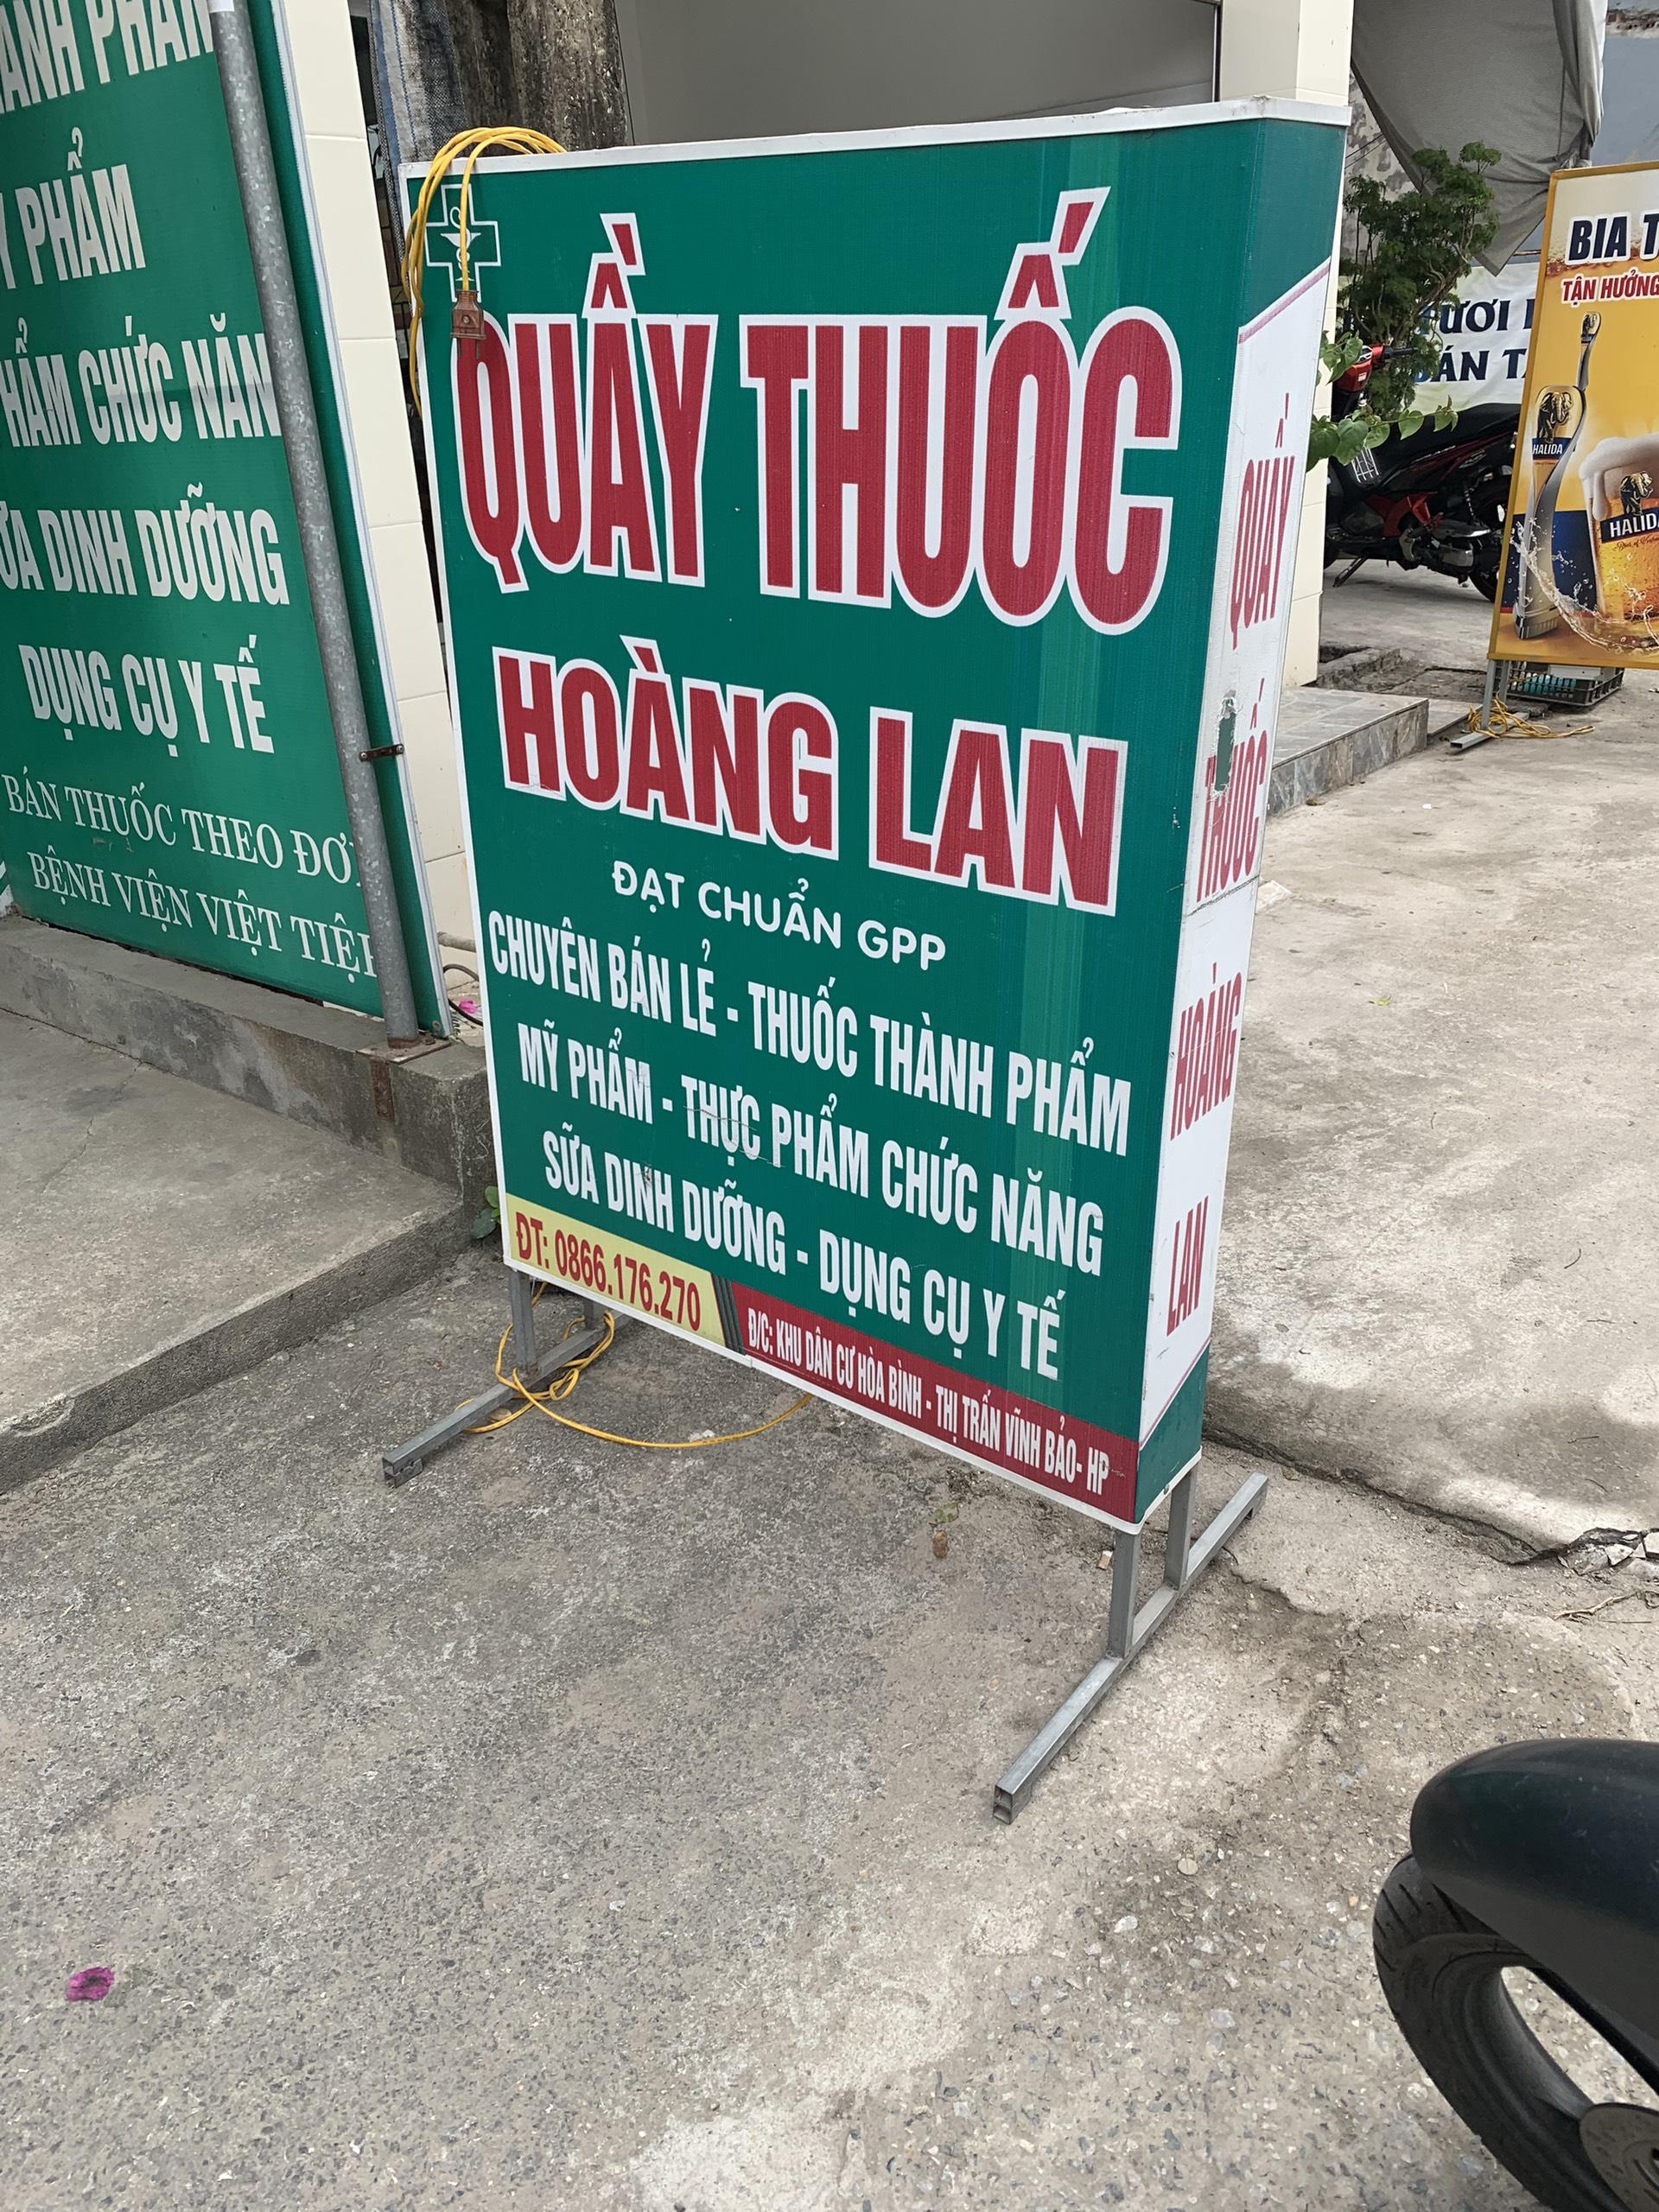 PHẨM
HẨM CHỨC NĂN
DINH DƯỠNG
DỤNG CỤ Y TẾ
BÁN THUỐC THEO
BỆNH VIỆN VIỆT
QUẦY THUỐC
HOÀNG LAN
ĐẠT CHUẨN GPP
CHUYÊN BÁN LẺ - THUỐC THÀNH PHẨM
MỸ PHẨM - THỰC PHẨM CHỨC NĂNG
SỮA DINH DƯỠNG - DỤNG CỤ Y TẾ
ĐT: 0866.176.270
Đ/C: KHU DÂN CƯ HÒA BÌNH - THỊ TRẤN VĨNH BẢO- HP
QUẦY
THUỐC
HOÀNG
LAN
BIA
TẬN HƯỞNG
HALIDA
HALIDA